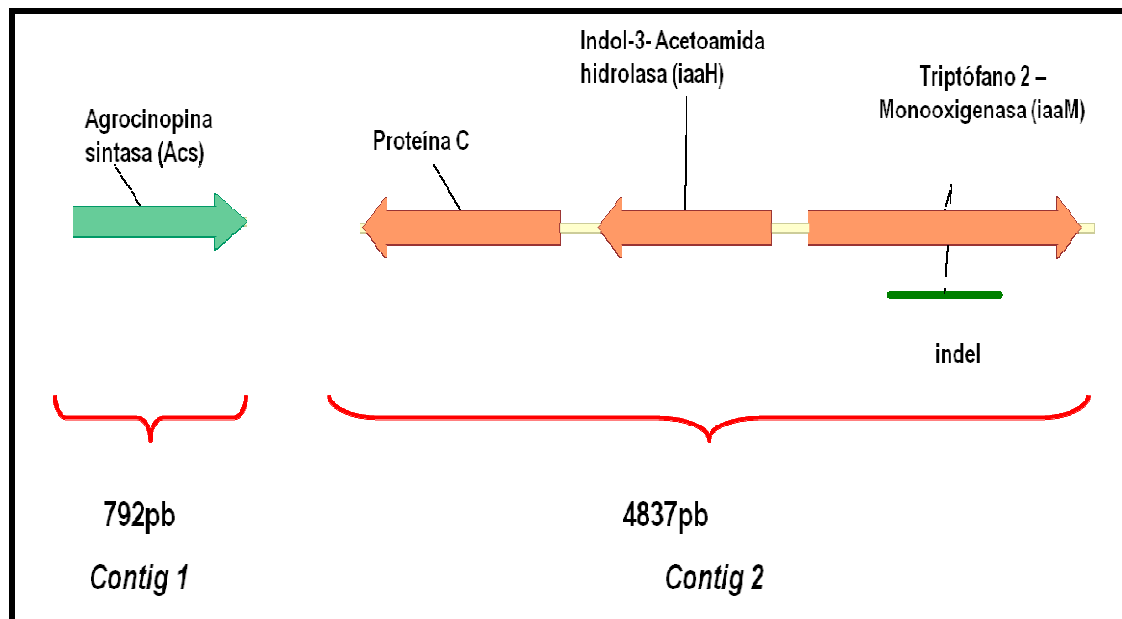 Agrocinopina
sintasa (Acs)
Proteína C
Indol-3- Acetoamida
hidrolasa (iaaH)
Triptófano 2 –
Monooxigenasa (iaaM)
indel
792pb
Contig 1
4837pb
Contig 2